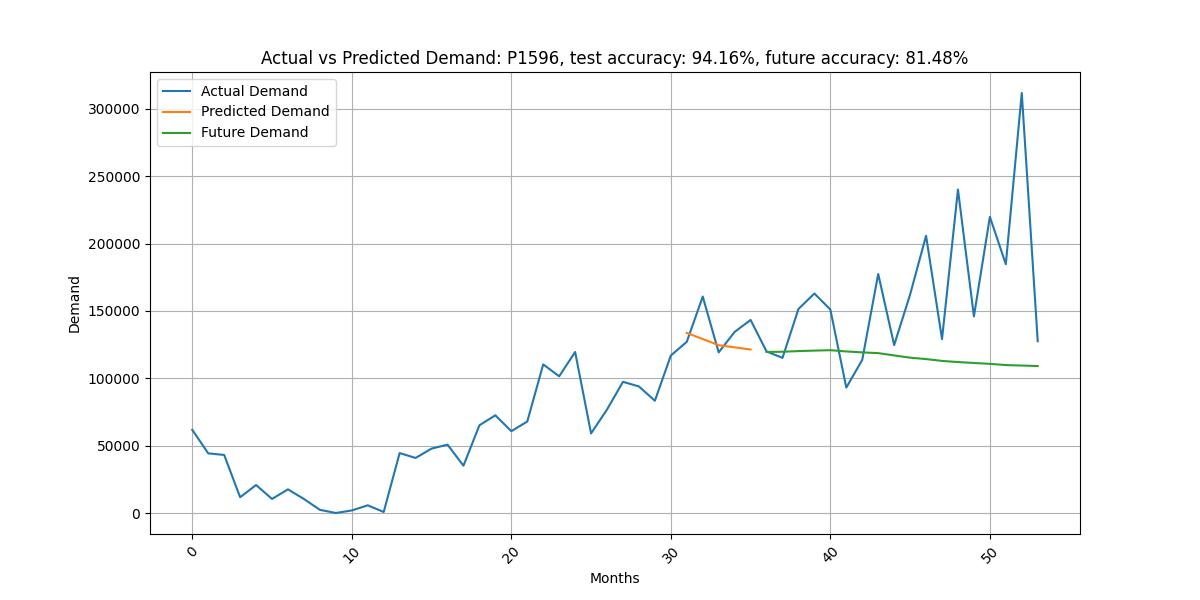 Actual vs Predicted Demand: P1596, test accuracy: 94.16%, future accuracy: 81.48%
Actual Demand
Predicted Demand
Future Demand
Demand
300000
250000
200000
150000
100000
50000
0
0 10 20 30 40 50
Months